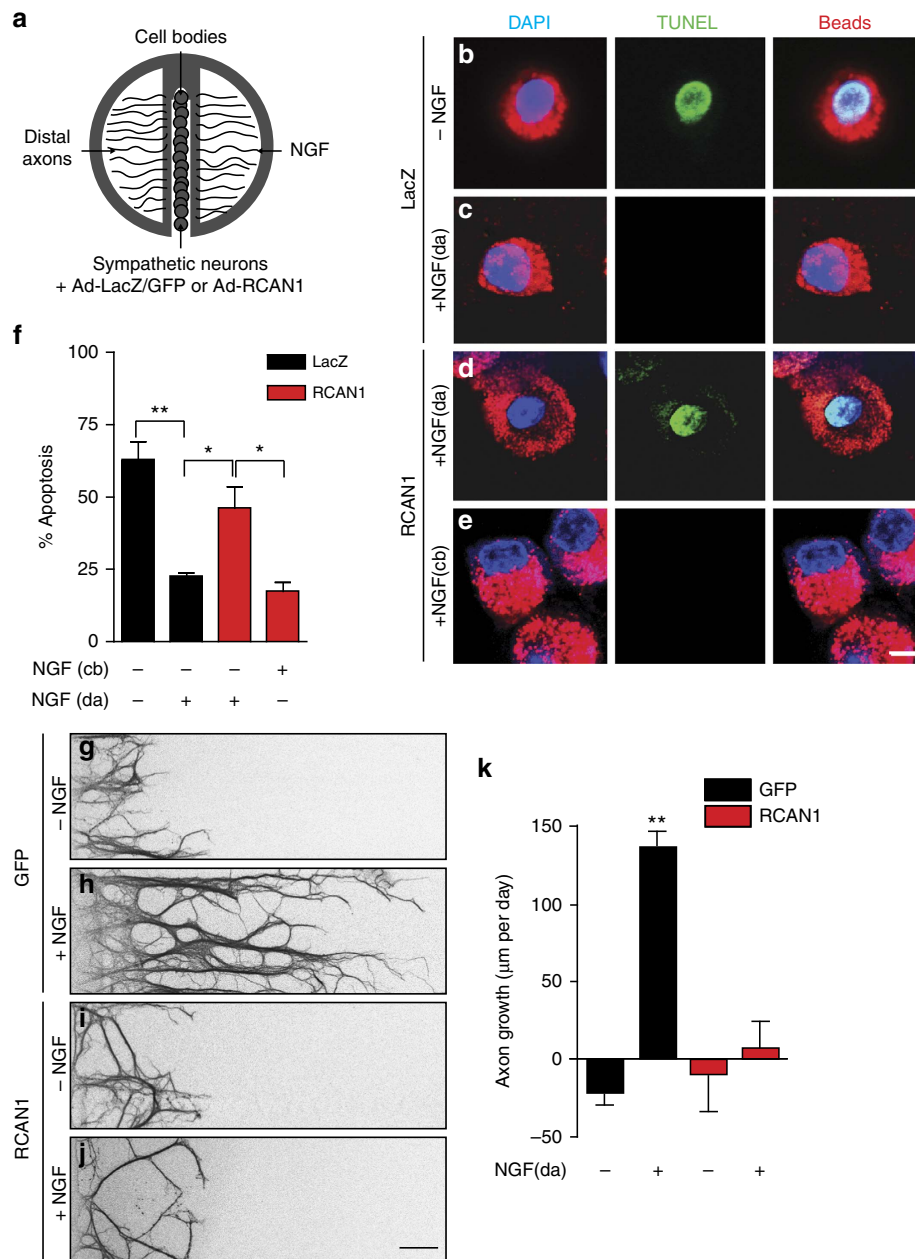 a
Cell bodies
Distal
axons
NGF
Sympathetic neurons
+ Ad-LacZ/GFP or Ad-RCAN1
DAPI
TUNEL
Beads
LacZ
– NGF
b
+NGF(da)
c
RCAN1
+NGF(da)
d
+NGF(cb)
e
f
100
75
50
25
0
% Apoptosis
LacZ
RCAN1
**
*
*
NGF (cb) – – – +
NGF (da) – + + –
GFP
– NGF
g
+ NGF
h
RCAN1
– NGF
i
+ NGF
j
k
GFP
RCAN1
150
100
50
0
–50
Axon growth (μm per day)
**
NGF(da) – + – +